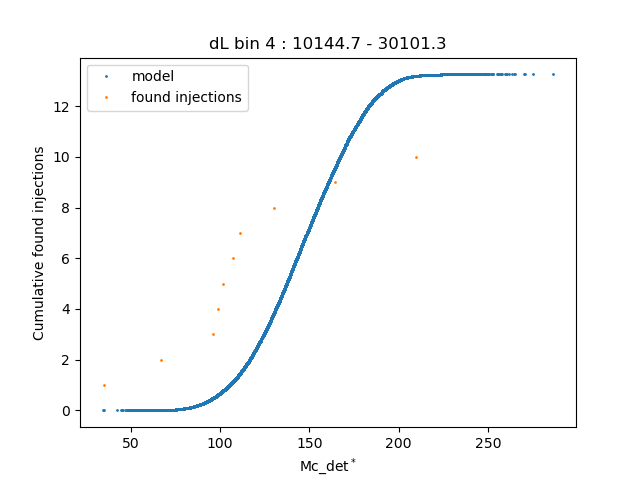 dL bin 4 : 10144.7 - 30101.3
model
found injections
12
10
8
6
4
2
0
Cumulative found injections
50
100
150
200
250
Mc_det*